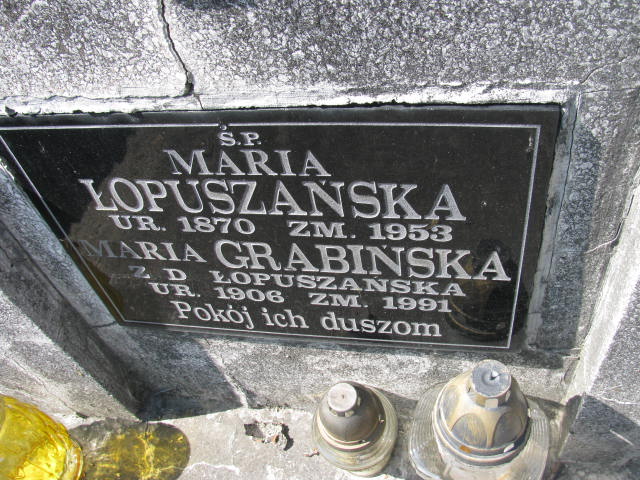 Ś.P.
MARIA
ŁOPUSZAŃSKA
UR. 1870 ZM. 1953
MARIA GRABIŃSKA
Z. D ŁOPUSZAŃSKA
UR. 1906 ZM. 1991
Pokój ich duszom